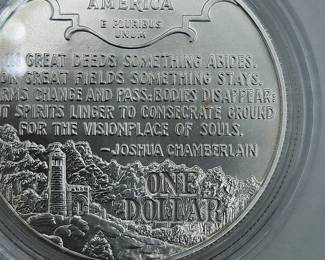 AMERICA
E PLURIBUS
UNUM
IN GREAT DEEDS SOMETHING ABIDES.
ON GREAT FIELDS SOMETHING STAYS.
FORMS CHANGE AND PASS; BODIES DISAPPEAR;
BUT SPIRITS LINGER TO CONSECRATE GROUND
FOR THE VISIONPLACE OF SOULS.
–JOSHUA CHAMBERLAIN
ONE
DOLLAR